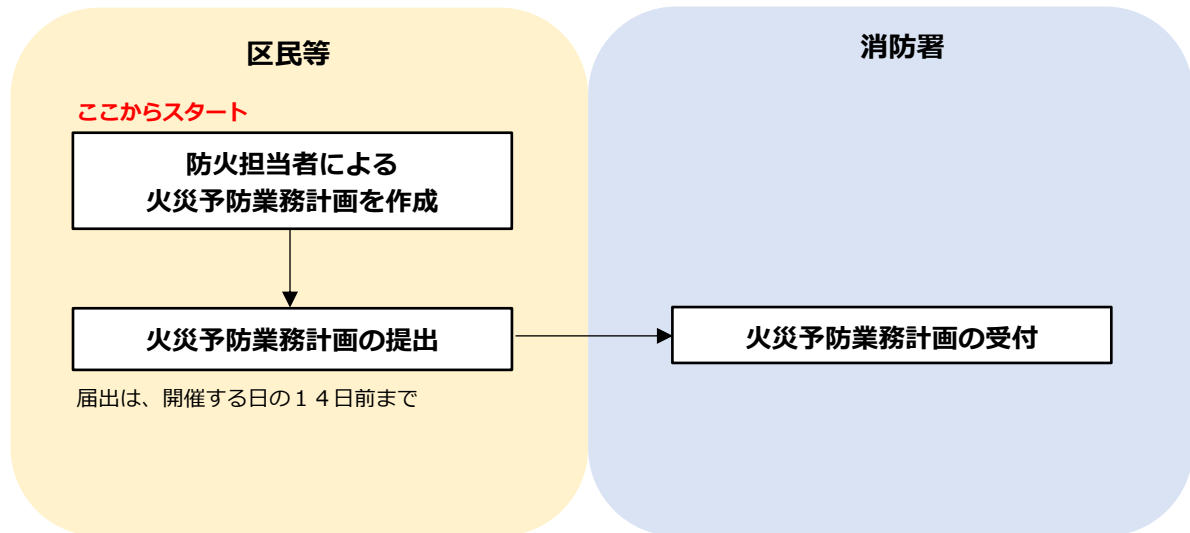 区民等
消防署
ここからスタート
防火担当者による
火災予防業務計画を作成
火災予防業務計画の提出
火災予防業務計画の受付
届出は、開催する日の１４日前まで